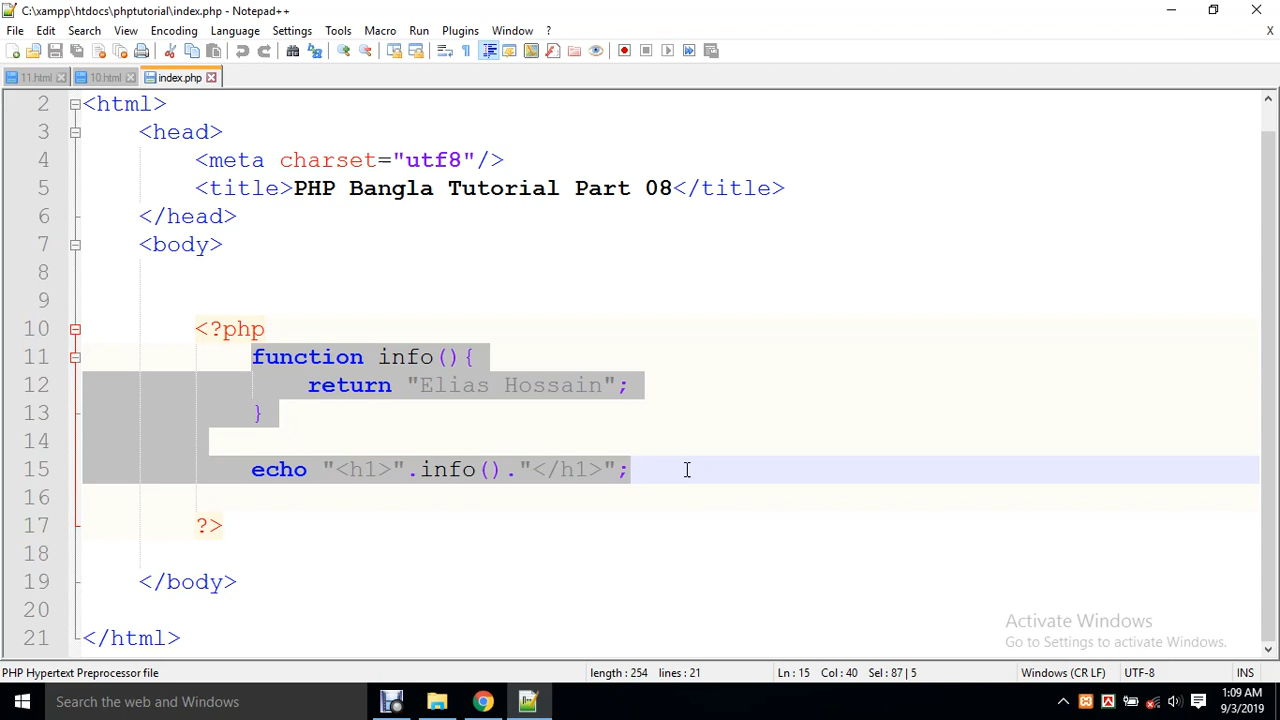 C:\xampp\htdocs\phptutorial\index.php - Notepad++
File Edit Search View Encoding Language Settings Tools Macro Run Plugins Window ? X
11.html 10.html index.php
2 <html>
3 <head>
4 <meta charset="utf8"/>
5 <title>PHP Bangla Tutorial Part 08</title>
6 </head>
7 <body>
8
9
10 <?php
11 function info(){
12 return "Elias Hossain";
13 }
14
15 echo "<h1>".info()."</h1>";
16
17 ?>
18
19 </body>
20
21 </html>
Activate Windows
Go to Settings to activate Windows.
PHP Hypertext Preprocessor file length : 254 lines : 21 Ln : 15 Col : 40 Sel : 87 | 5 Windows (CR LF) UTF-8 INS
Search the web and Windows
1:09 AM
9/3/2019